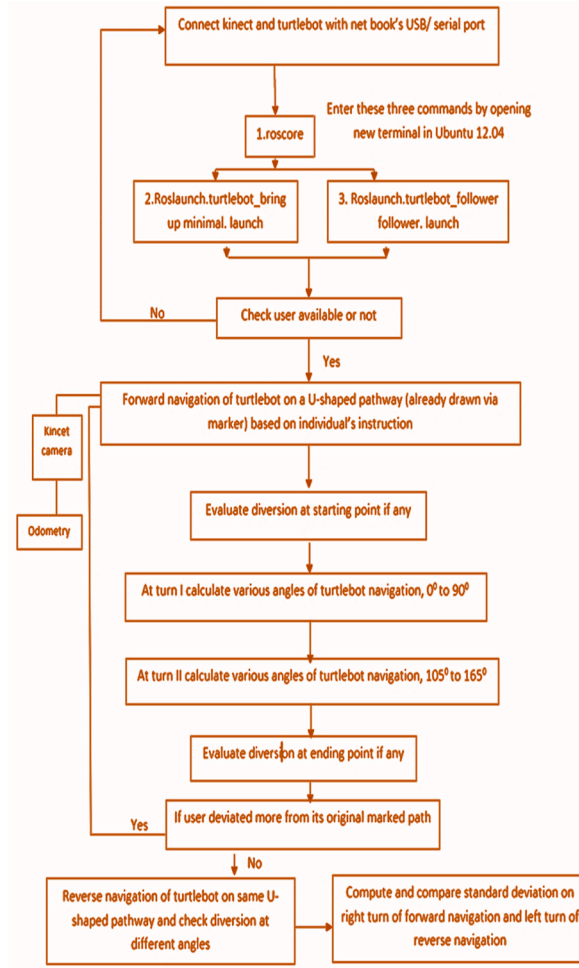 Connect kinect and turtlebot with net book's USB/ serial port
Enter these three commands by opening
new terminal in Ubuntu 12.04
1.roscore
2.Roslaunch.turtlebot_bring
up minimal. launch
3. Roslaunch.turtlebot_follower
follower. launch
Check user available or not
No
Yes
Forward navigation of turtlebot on a U-shaped pathway (already drawn via
marker) based on individual's instruction
Kincet
camera
Odometry
Evaluate diversion at starting point if any
At turn I calculate various angles of turtlebot navigation, 0⁰ to 90⁰
At turn II calculate various angles of turtlebot navigation, 105⁰ to 165⁰
Evaluate diversion at ending point if any
If user deviated more from its original marked path
Yes
No
Reverse navigation of turtlebot on same U-
shaped pathway and check diversion at
different angles
Compute and compare standard deviation on
right turn of forward navigation and left turn of
reverse navigation